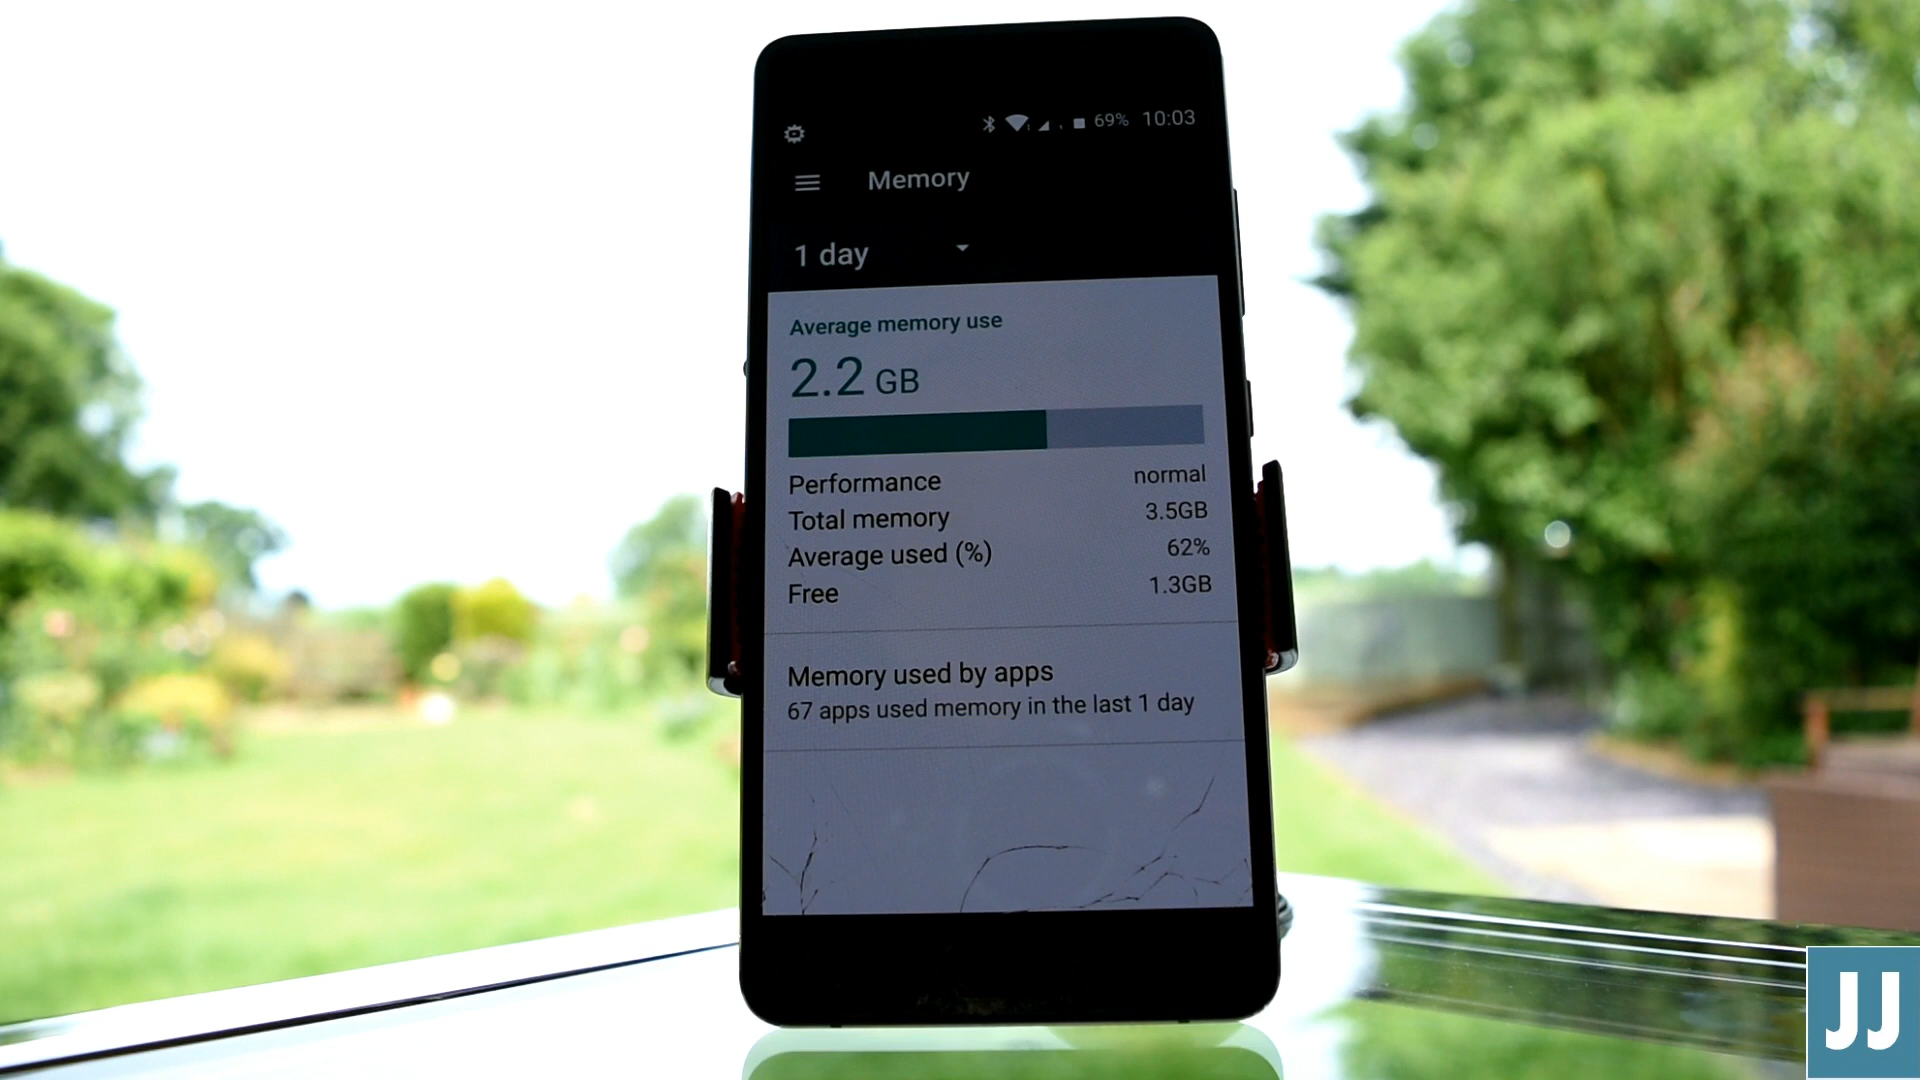 69% 10:03
Memory
1 day
Average memory use
2.2 GB
Performance normal
Total memory 3.5GB
Average used (%) 62%
Free 1.3GB
Memory used by apps
67 apps used memory in the last 1 day
JJ